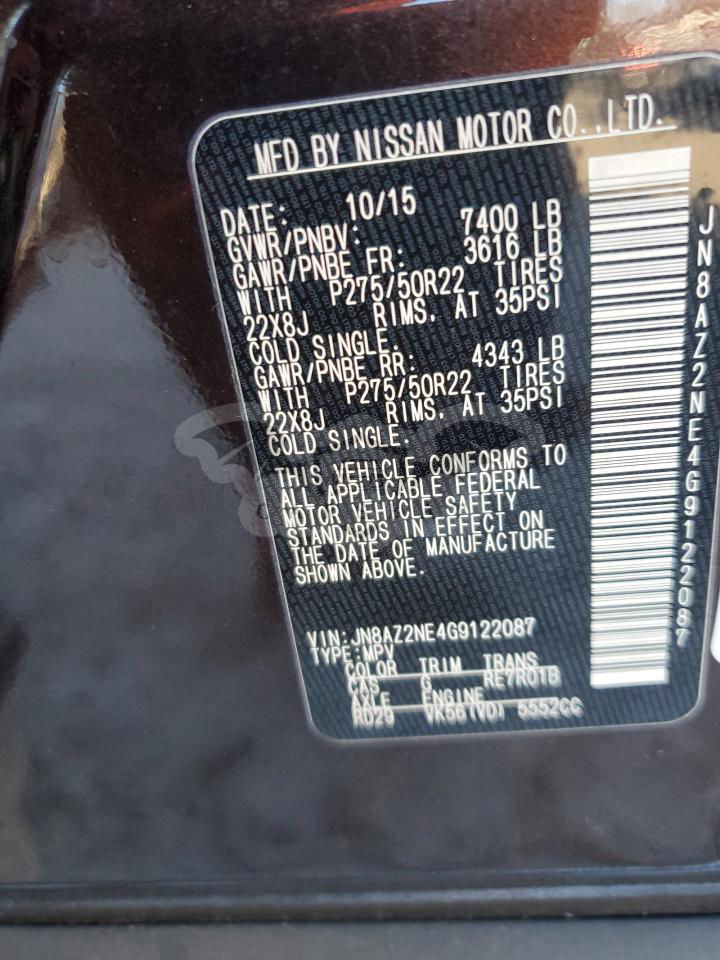 MFD BY NISSAN MOTOR CO.,LTD.
DATE: 10/15
GVWR/PNBV: 7400 LB
GAWR/PNBE FR: 3616 LB
WITH P275/50R22 TIRES
22X8J RIMS, AT 35PSI
COLD SINGLE.
GAWR/PNBE RR: 4343 LB
WITH P275/50R22 TIRES
22X8J RIMS, AT 35PSI
COLD SINGLE.
THIS VEHICLE CONFORMS TO
ALL APPLICABLE FEDERAL
MOTOR VEHICLE SAFETY
STANDARDS IN EFFECT ON
THE DATE OF MANUFACTURE
SHOWN ABOVE.
VIN:JN8AZ2NE4G9122087
TYPE:MPV
COLOR TRIM TRANS
CAS G RE7R01B
AXLE ENGINE
RD29 VK56(VD) 5552CC
JN8AZ2NE4G9122087